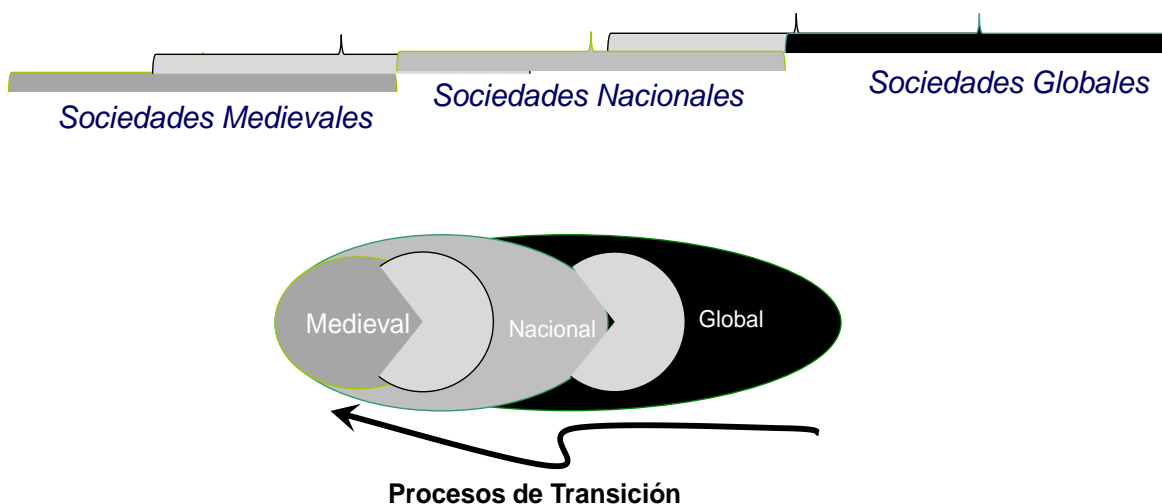 Sociedades Medievales
Sociedades Nacionales
Sociedades Globales
Medieval
Nacional
Global
Procesos de Transición